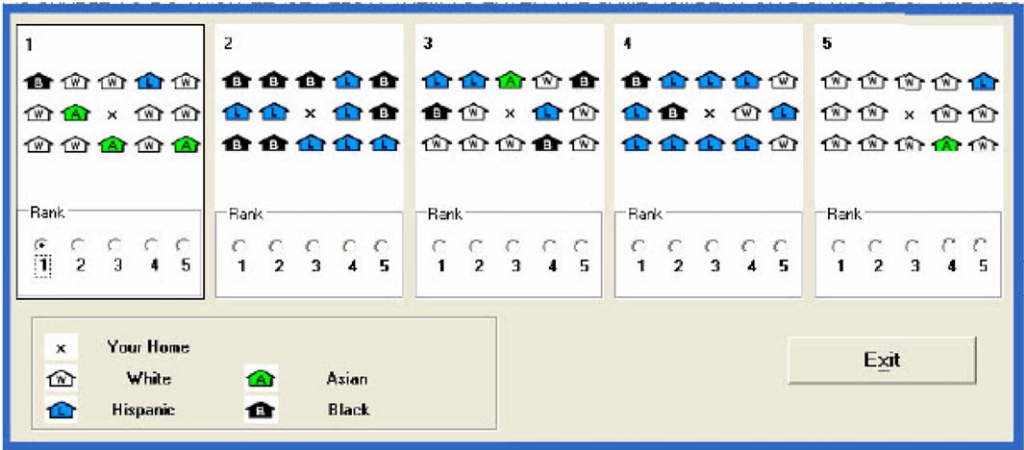 1
B W W L W
W A x W W
W W A W A
Rank
1 2 3 4 5
2
B B B L B
L L x L B
B B L L L
Rank
1 2 3 4 5
3
L L A W B
B W x L W
W W W B W
Rank
1 2 3 4 5
4
B L L L W
L B x W L
L L L L W
Rank
1 2 3 4 5
5
W W W W L
W W x W W
W W W A W
Rank
1 2 3 4 5
x Your Home
W White A Asian
L Hispanic B Black
Exit